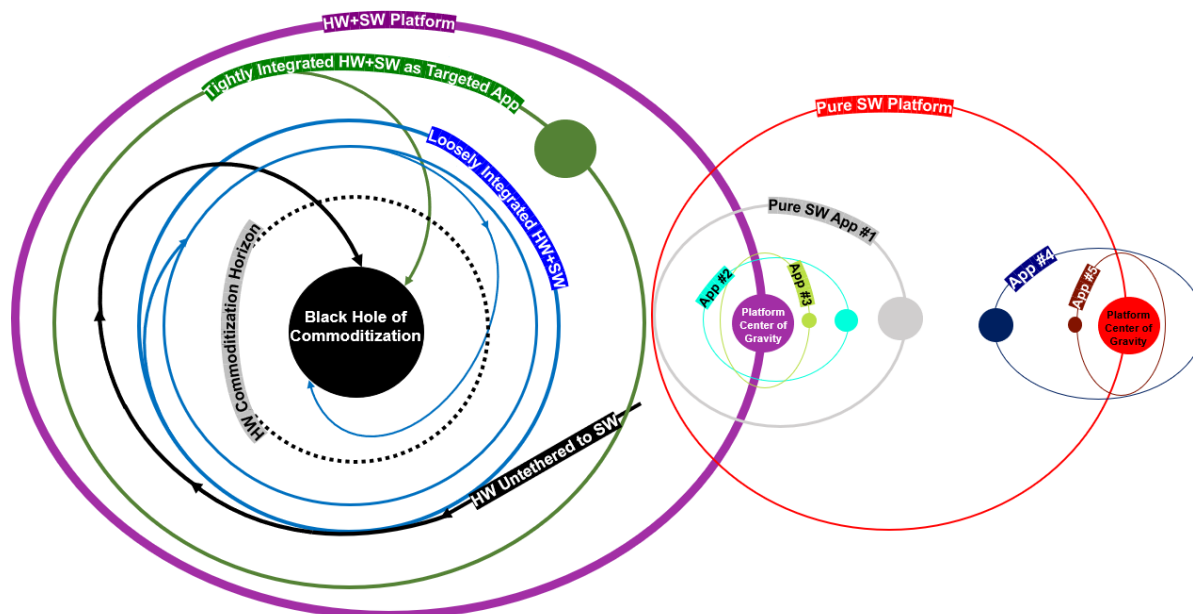 HW+SW Platform
Tightly Integrated HW+SW as Targeted App
Loosely Integrated HW+SW
HW Commoditization Horizon
Black Hole of
Commoditization
HW Untethered to SW
Pure SW Platform
Pure SW App #1
App #2
App #3
Platform
Center of
Gravity
App #4
App #5
Platform
Center of
Gravity